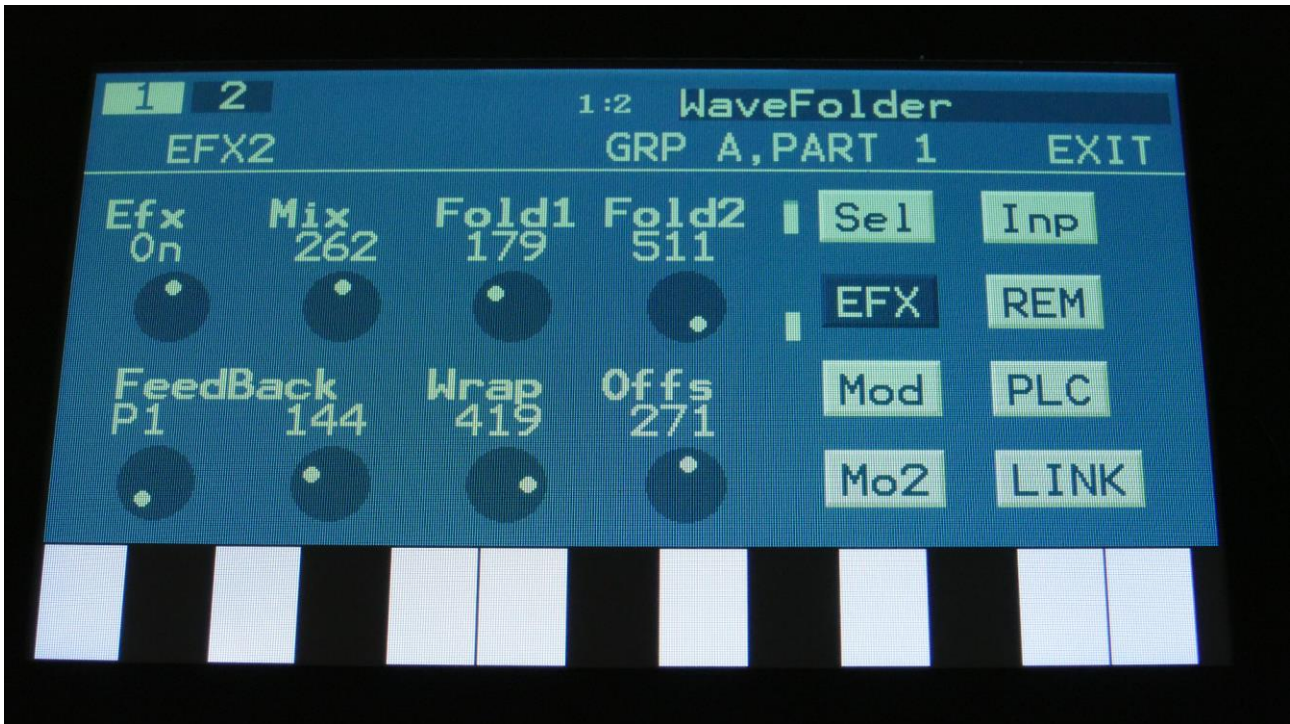 1 2 1:2 WaveFolder
EFX2 GRP A,PART 1 EXIT
Efx Mix Fold1 Fold2 Sel Inp
On 262 179 511
EFX REM
FeedBack Wrap Offs Mod PLC
P1 144 419 271
Mo2 LINK